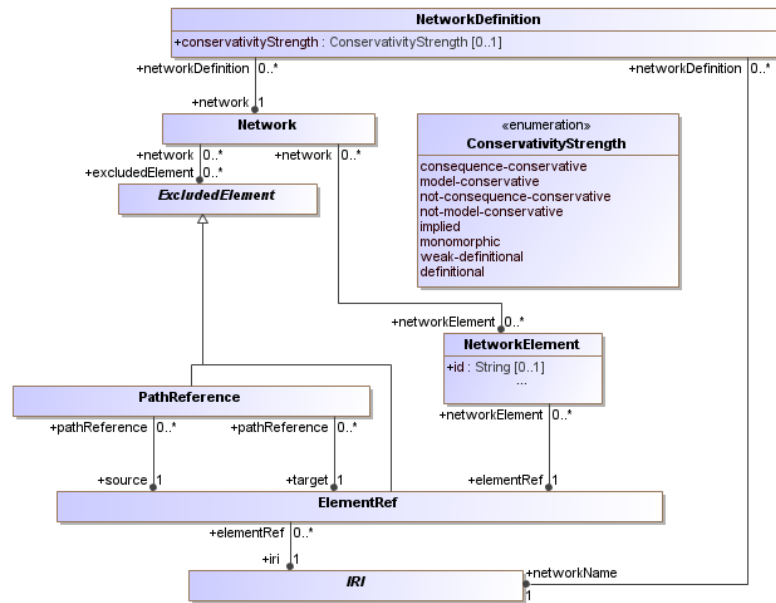 NetworkDefinition
+conservativityStrength : ConservativityStrength [0..1]
+networkDefinition 0..*
+networkDefinition 0..*
+network 1
Network
+network 0..*
+network 0..*
+excludedElement 0..*
ExcludedElement
«enumeration»
ConservativityStrength
consequence-conservative
model-conservative
not-consequence-conservative
not-model-conservative
implied
monomorphic
weak-definitional
definitional
+networkElement 0..*
NetworkElement
+id : String [0..1]
...
+networkElement 0..*
PathReference
+pathReference 0..*
+pathReference 0..*
+source 1
+target 1
+elementRef 1
ElementRef
+elementRef 0..*
+iri 1
IRI
+networkName
1